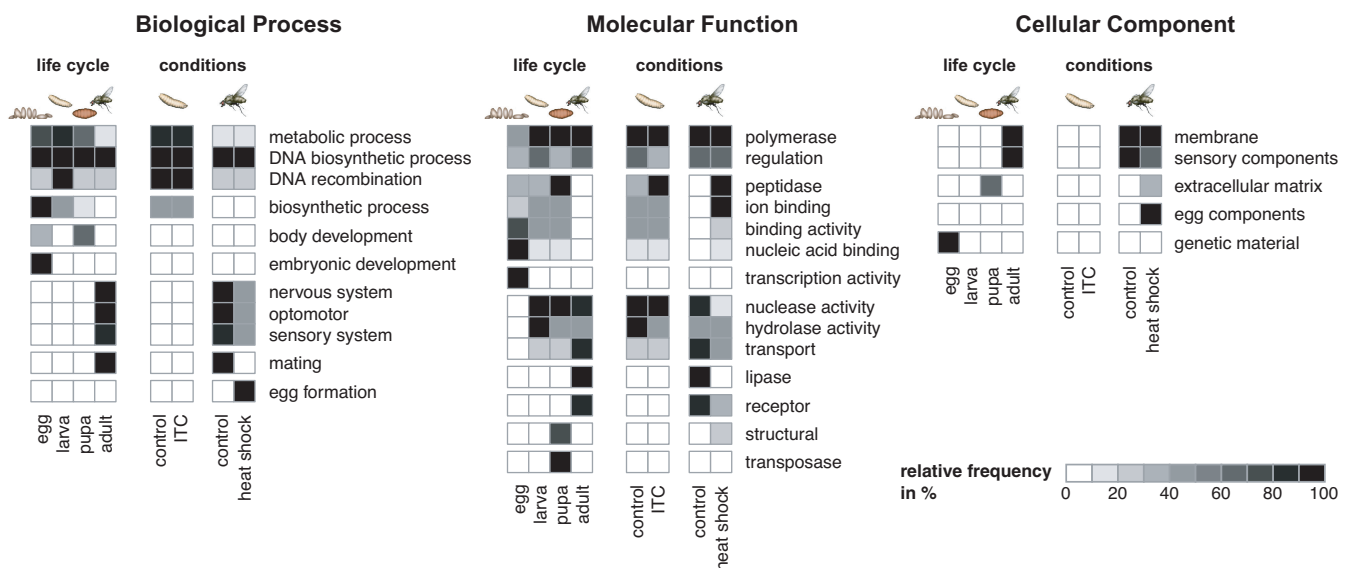 Biological Process
life cycle
conditions
metabolic process
DNA biosynthetic process
DNA recombination
biosynthetic process
body development
embryonic development
nervous system
optomotor
sensory system
mating
egg formation
egg
larva
pupa
adult
control
ITC
control
heat shock
Molecular Function
life cycle
conditions
polymerase
regulation
peptidase
ion binding
binding activity
nucleic acid binding
transcription activity
nuclease activity
hydrolase activity
transport
lipase
receptor
structural
transposase
egg
larva
pupa
adult
control
ITC
control
heat shock
Cellular Component
life cycle
conditions
membrane
sensory components
extracellular matrix
egg components
genetic material
egg
larva
pupa
adult
control
ITC
control
heat shock
relative frequency
in %
0 20 40 60 80 100